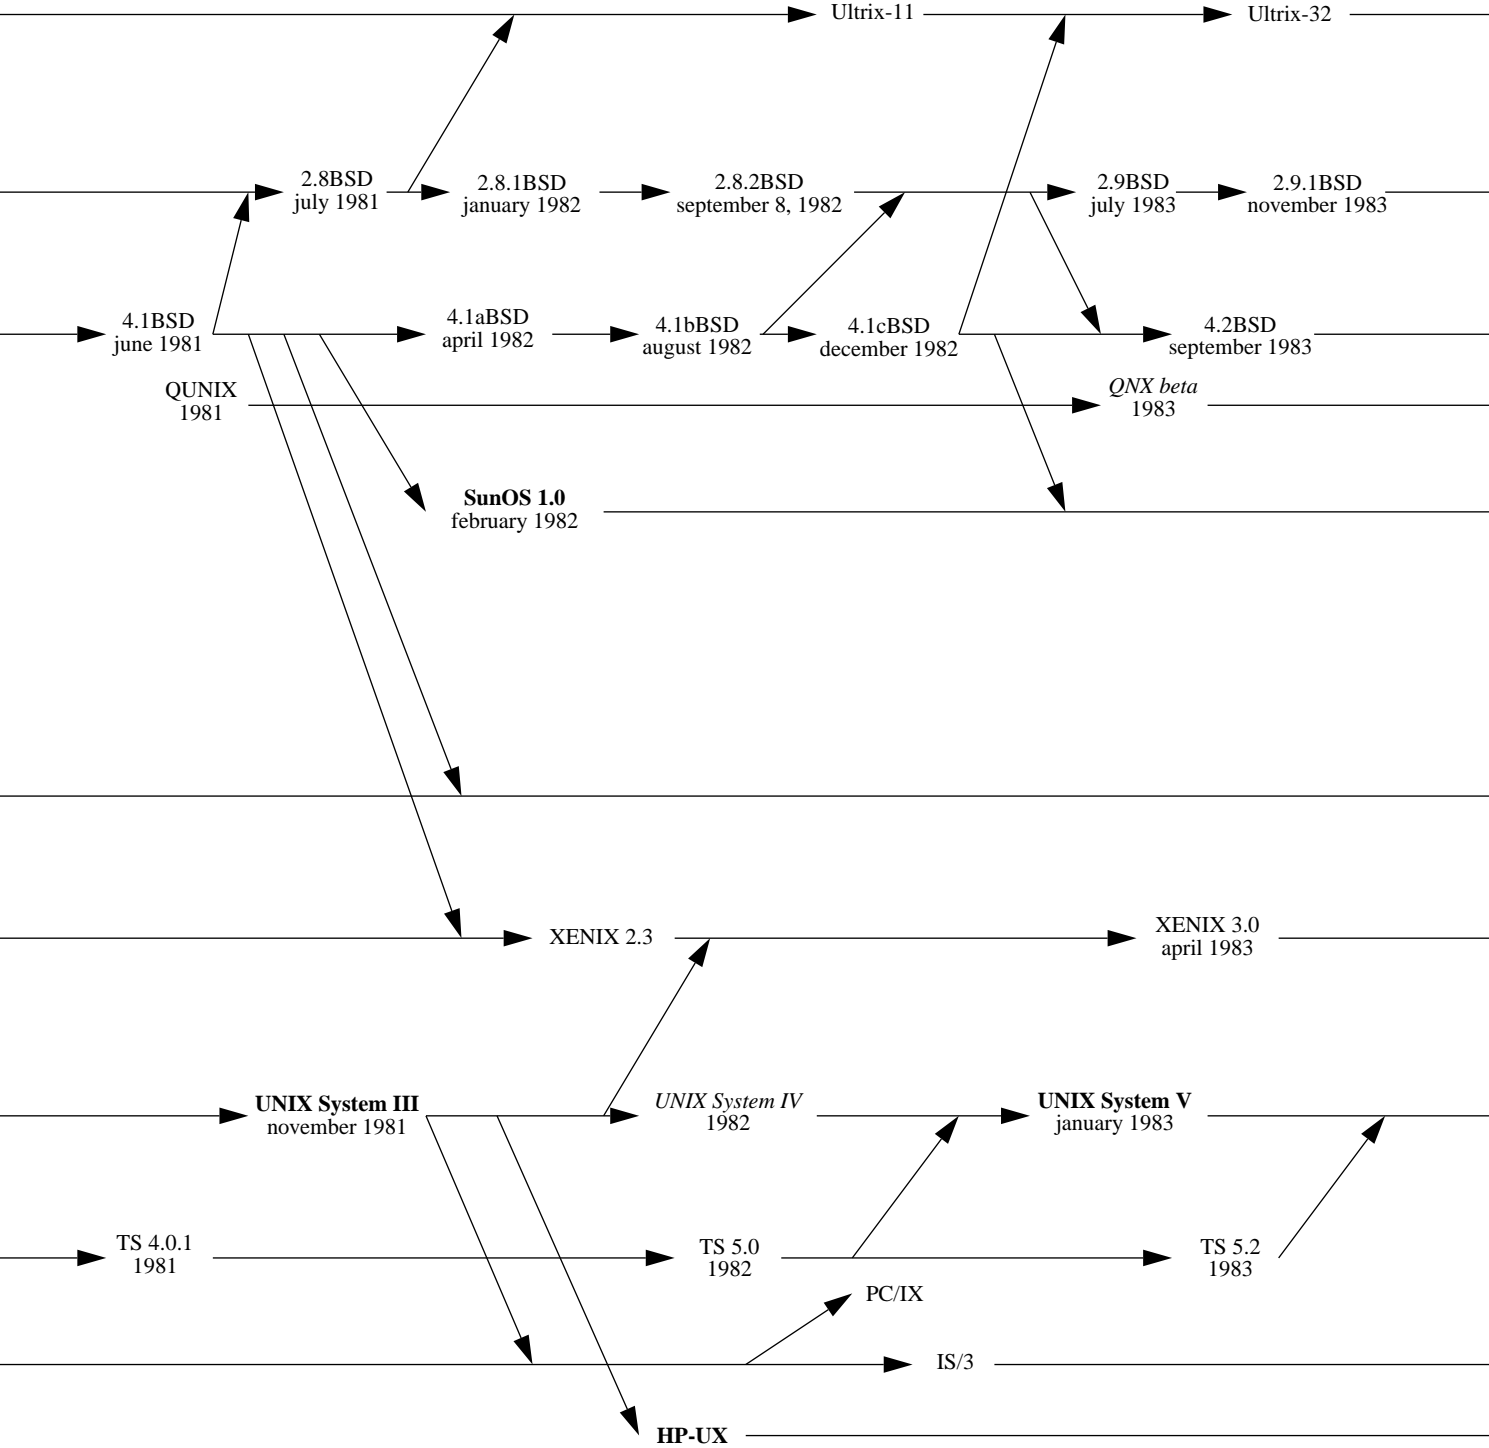 Ultrix-11
Ultrix-32
2.8BSD
july 1981
2.8.1BSD
january 1982
2.8.2BSD
september 8, 1982
2.9BSD
july 1983
2.9.1BSD
november 1983
4.1BSD
june 1981
4.1aBSD
april 1982
4.1bBSD
august 1982
4.1cBSD
december 1982
4.2BSD
september 1983
QUNIX
1981
QNX beta
1983
SunOS 1.0
february 1982
XENIX 2.3
XENIX 3.0
april 1983
UNIX System III
november 1981
UNIX System IV
1982
UNIX System V
january 1983
TS 4.0.1
1981
TS 5.0
1982
TS 5.2
1983
PC/IX
IS/3
HP-UX